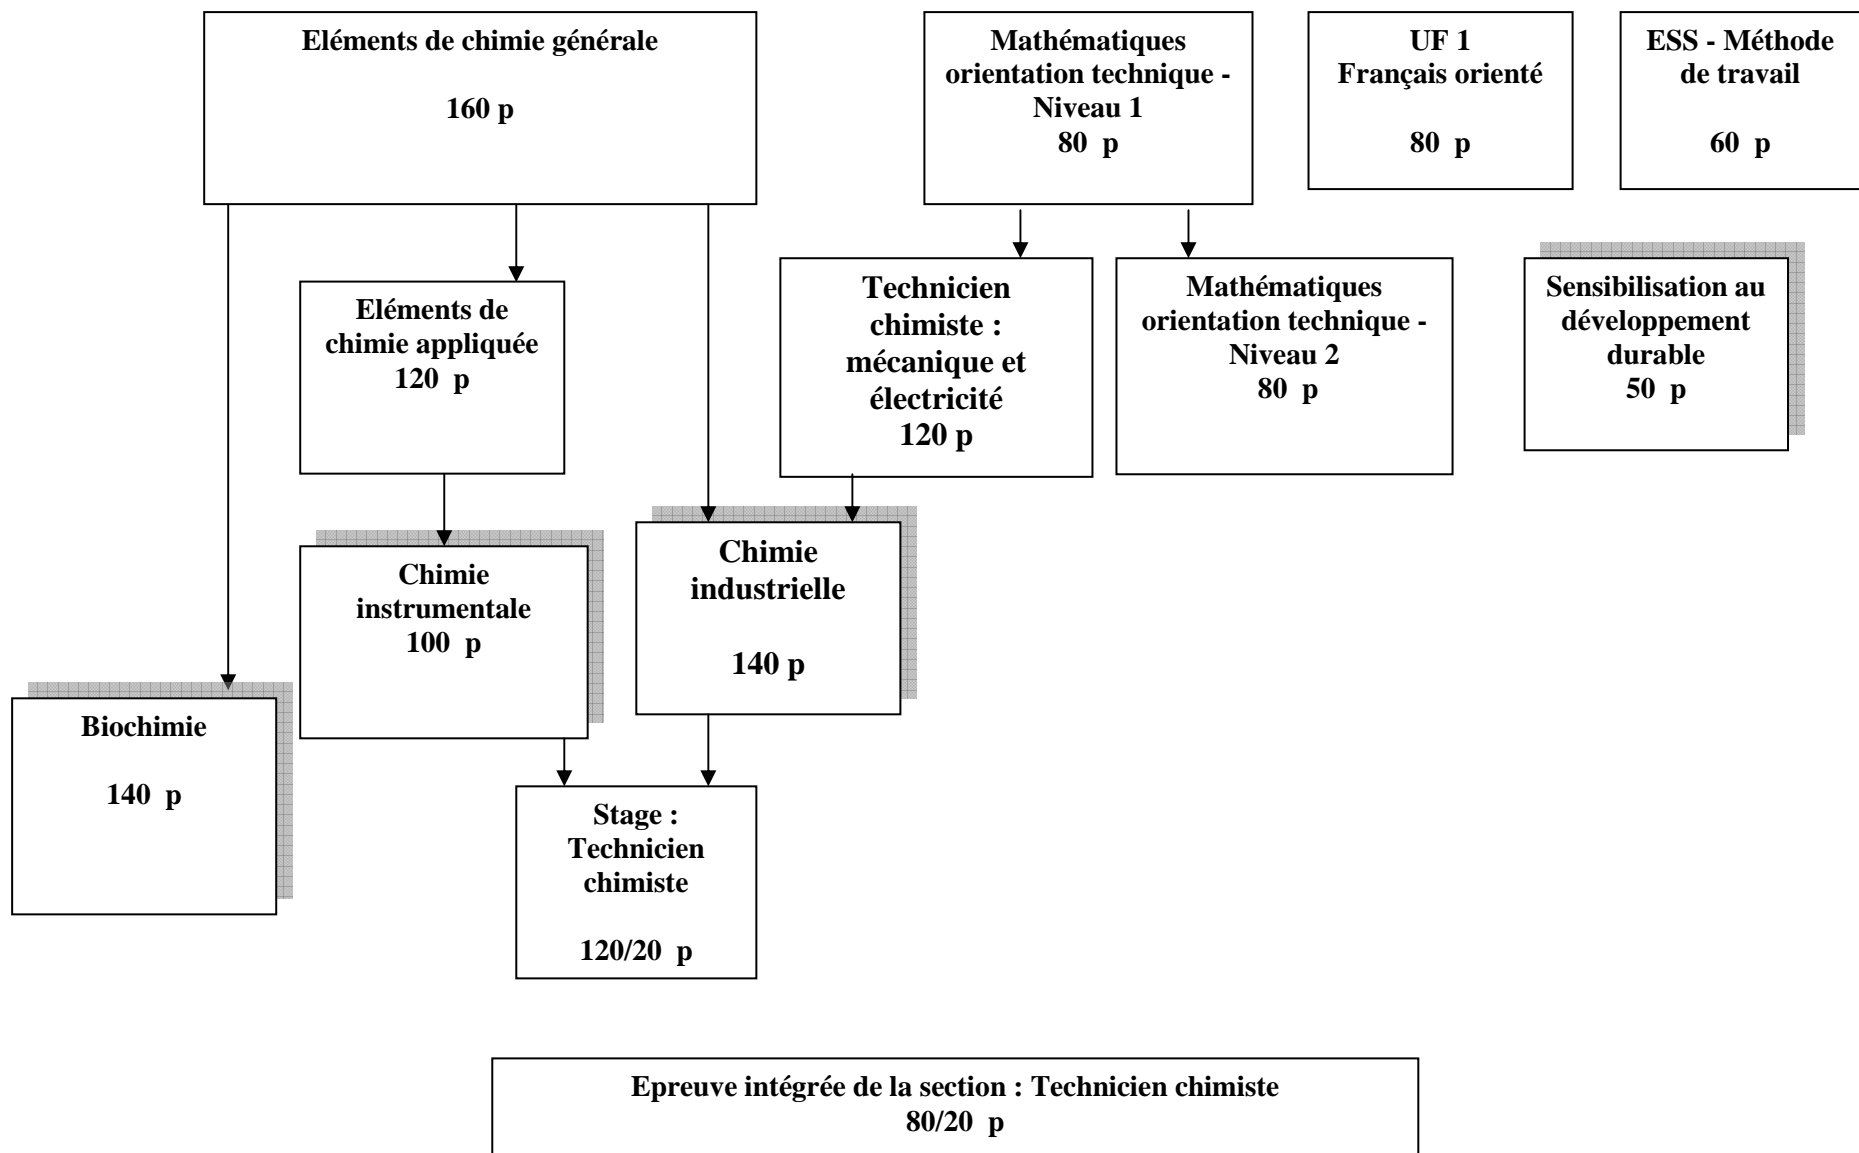 Eléments de chimie générale
160 p
Mathématiques
orientation technique -
Niveau 1
80 p
UF 1
Français orienté
80 p
ESS - Méthode
de travail
60 p
Eléments de
chimie appliquée
120 p
Technicien
chimiste :
mécanique et
électricité
120 p
Mathématiques
orientation technique -
Niveau 2
80 p
Sensibilisation au
développement
durable
50 p
Chimie
instrumentale
100 p
Chimie
industrielle
140 p
Biochimie
140 p
Stage :
Technicien
chimiste
120/20 p
Epreuve intégrée de la section : Technicien chimiste
80/20 p